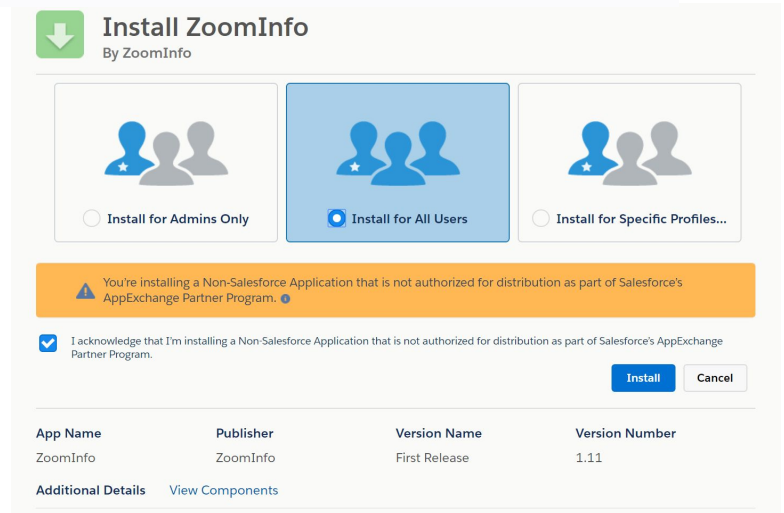 Install ZoomInfo
By ZoomInfo
Install for Admins Only
Install for All Users
Install for Specific Profiles...
You're installing a Non-Salesforce Application that is not authorized for distribution as part of Salesforce's
AppExchange Partner Program.
I acknowledge that I'm installing a Non-Salesforce Application that is not authorized for distribution as part of Salesforce's AppExchange
Partner Program.
Install Cancel
App Name Publisher Version Name Version Number
ZoomInfo ZoomInfo First Release 1.11
Additional Details View Components